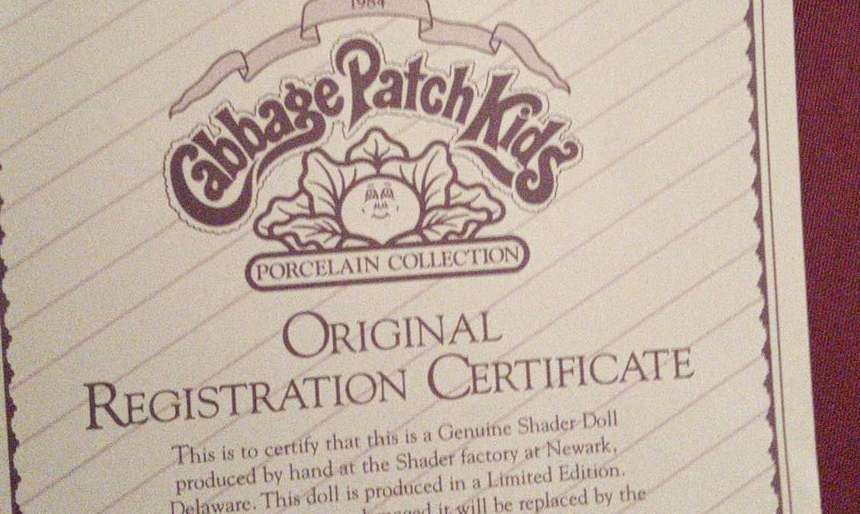 1984
Cabbage Patch Kids
PORCELAIN COLLECTION
ORIGINAL
REGISTRATION CERTIFICATE
This is to certify that this is a Genuine Shader Doll
produced by hand at the Shader factory at Newark,
Delaware. This doll is produced in a Limited Edition.
it will be replaced by the